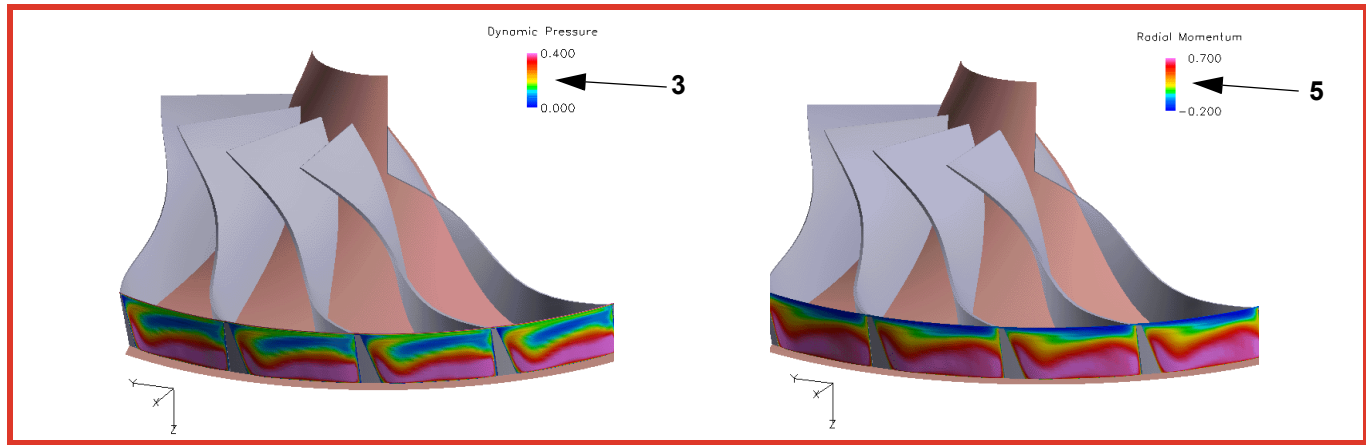 Dynamic Pressure
0.400
3
0.000
Y
X
Z
Radial Momentum
0.700
5
-0.200
Y
X
Z